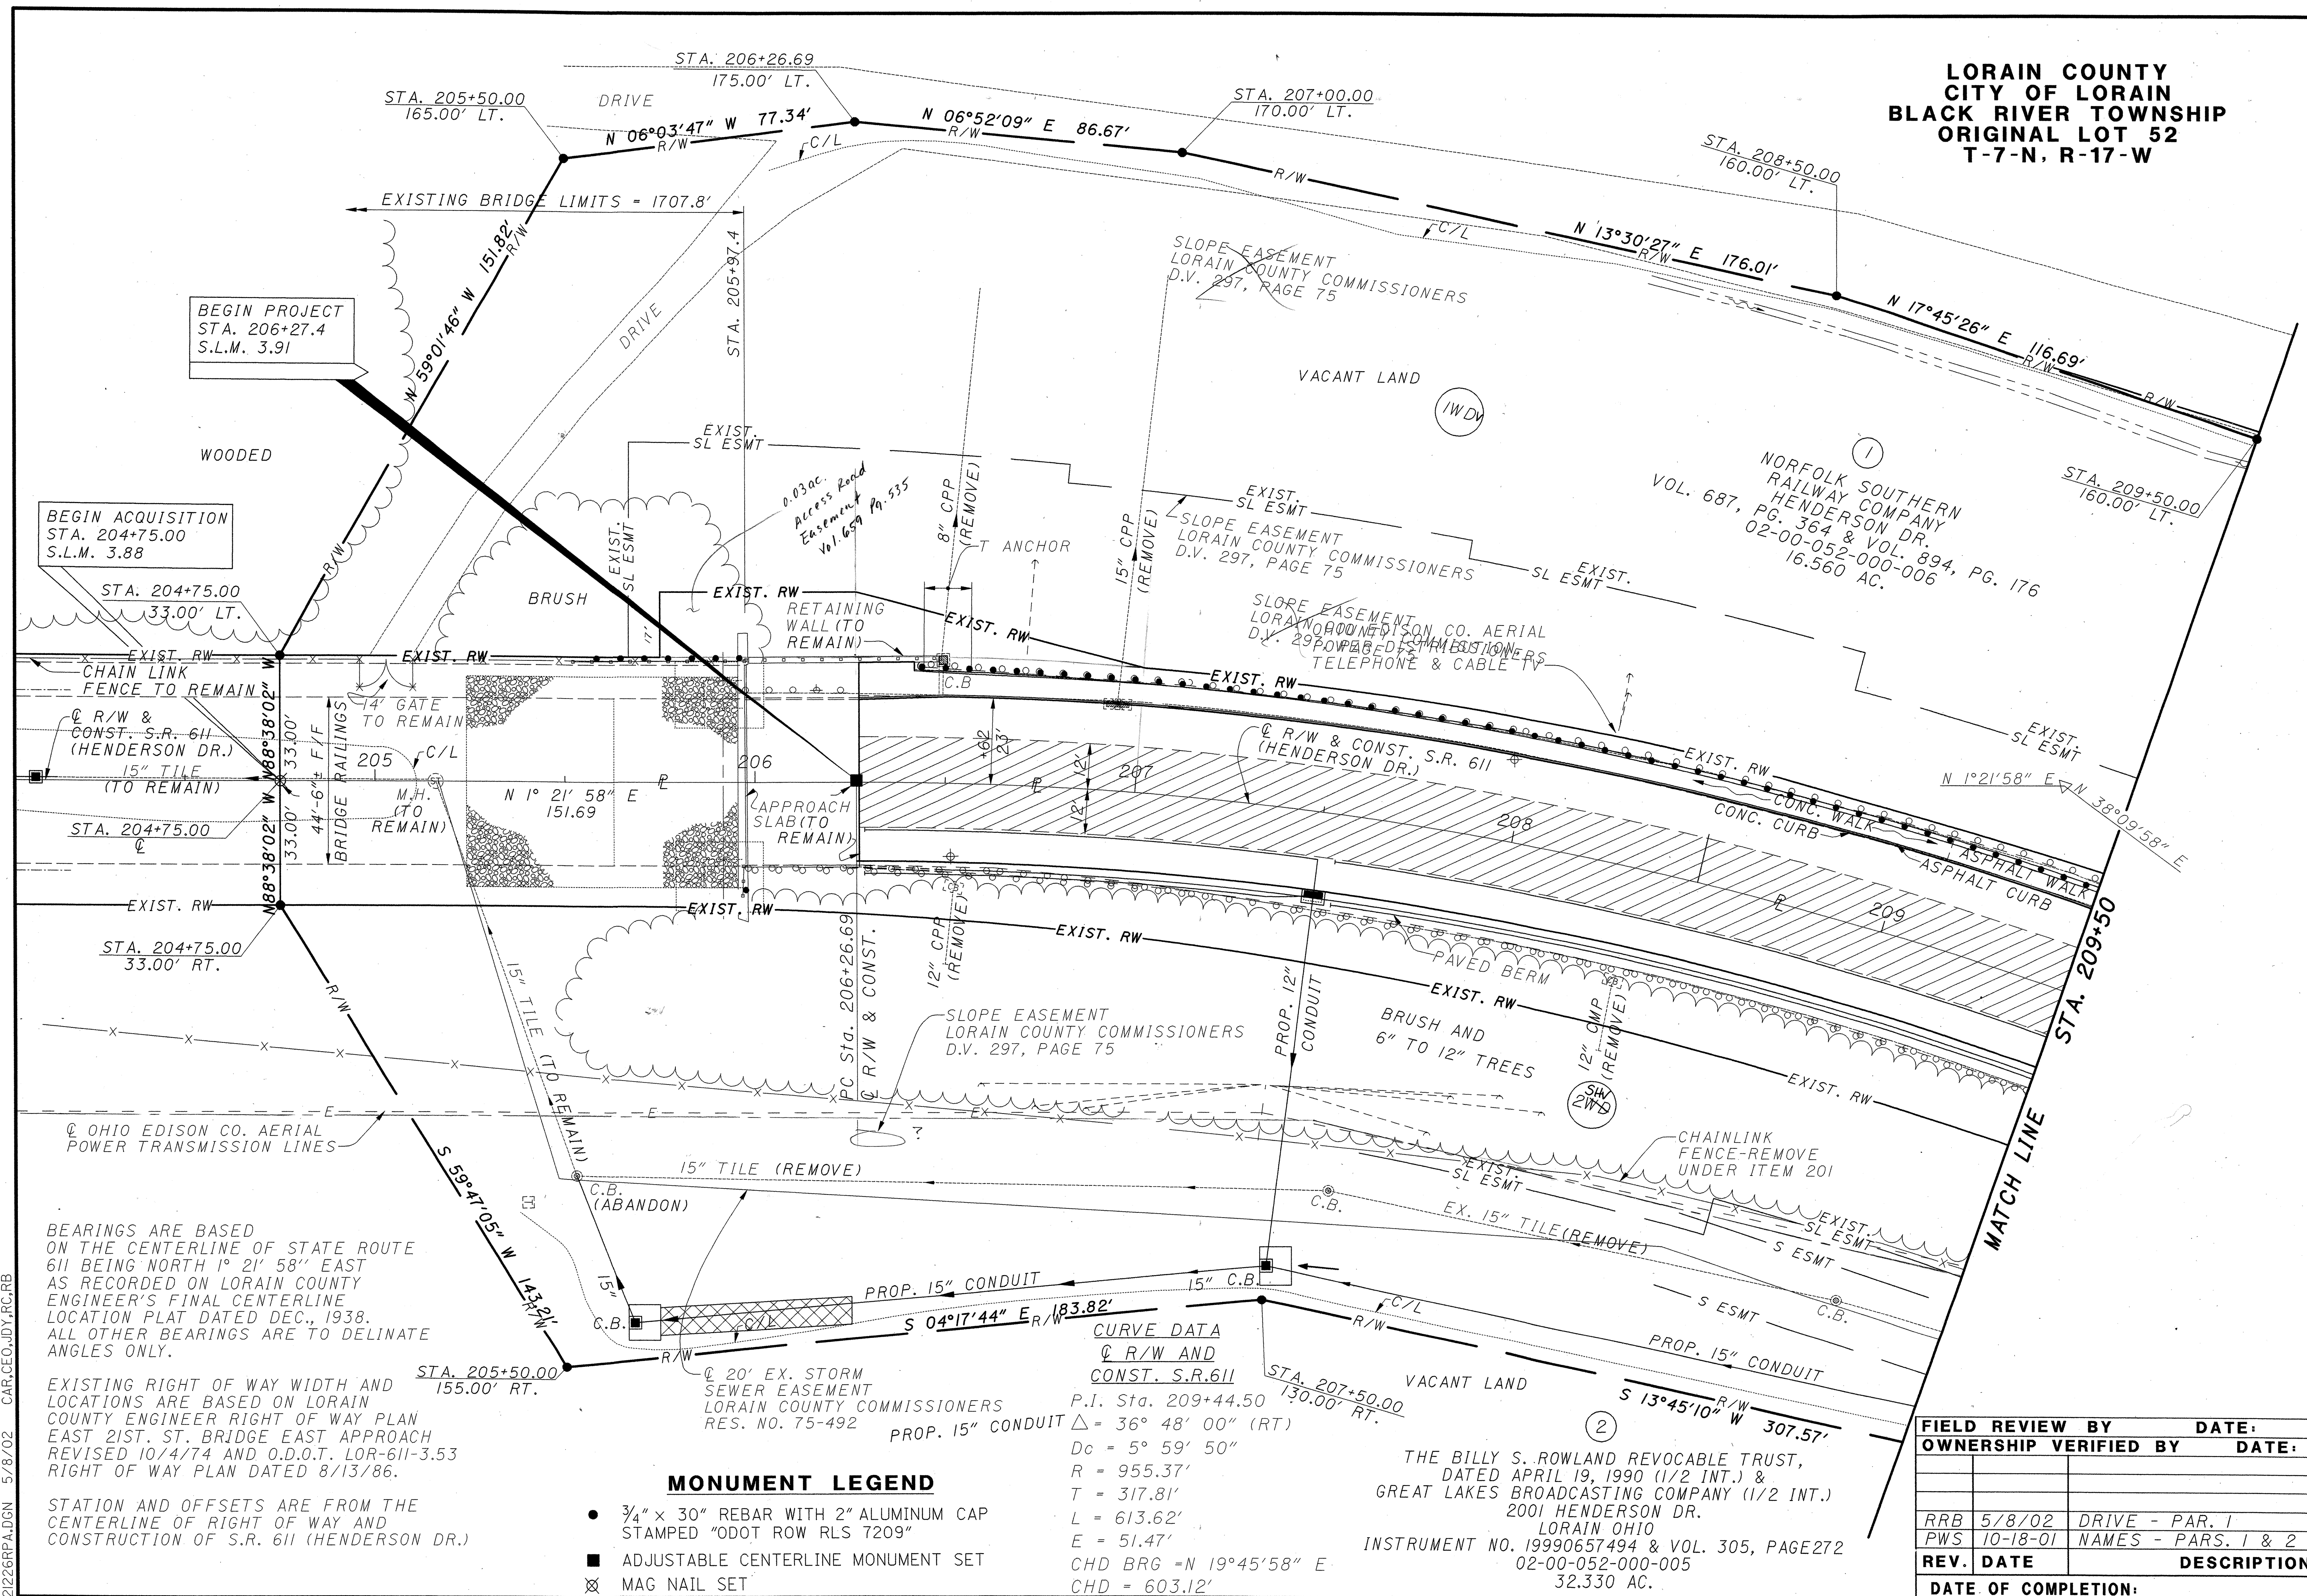 LORAIN COUNTY
CITY OF LORAIN
BLACK RIVER TOWNSHIP
ORIGINAL LOT 52
T-7-N, R-17-W
STA. 206+26.69
175.00' LT.
STA. 205+50.00
165.00' LT.
DRIVE
N 06°03'47" W 77.34'
R/W
C/L
N 06°52'09" E 86.67'
R/W
STA. 207+00.00
170.00' LT.
R/W
STA. 208+50.00
160.00' LT.
C/L
N 13°30'27" E 176.01'
R/W
N 17°45'26" E 116.69'
R/W
R/W
STA. 209+50.00
160.00' LT.
EXISTING BRIDGE LIMITS = 1707.8'
N 59°01'46" W 151.82'
R/W
R/W
STA. 205+97.4
DRIVE
SLOPE EASEMENT
LORAIN COUNTY COMMISSIONERS
D.V. 297, PAGE 75
BEGIN PROJECT
STA. 206+27.4
S.L.M. 3.91
VACANT LAND
1WDV
1
NORFOLK SOUTHERN
RAILWAY COMPANY
HENDERSON DR.
VOL. 687, PG. 364 & VOL. 894, PG. 176
02-00-052-000-006
16.560 AC.
WOODED
EXIST.
SL ESMT
0.03ac.
Access Road
Easement
Vol. 659 Pg. 535
8" CPP
(REMOVE)
15" CPP
(REMOVE)
EXIST.
SL ESMT
SLOPE EASEMENT
LORAIN COUNTY COMMISSIONERS
D.V. 297, PAGE 75
EXIST.
SL ESMT
BEGIN ACQUISITION
STA. 204+75.00
S.L.M. 3.88
STA. 204+75.00
33.00' LT.
EXIST.
SL ESMT
BRUSH
17'
EXIST. RW
T ANCHOR
RETAINING
WALL (TO
REMAIN)
EXIST. RW
SLOPE EASEMENT
LORAIN COUNTY COMMISSIONERS
D.V. 297, PAGE 75
OHIO EDISON CO. AERIAL
POWER DISTRIBUTION,
TELEPHONE & CABLE TV
EXIST. RW
EXIST. RW
EXIST. RW
EXIST. RW
EXIST.
SL ESMT
CHAIN LINK
FENCE TO REMAIN
14' GATE
TO REMAIN
℄ R/W &
CONST. S.R. 611
(HENDERSON DR.)
15" TILE
(TO REMAIN)
N88°38'02" W
33.00'
N88°38'02" W
33.00'
44'-6"± F/F
BRIDGE RAILINGS
205
C/L
M.H.
(TO
REMAIN)
N 1° 21' 58" E
151.69
206
APPROACH
SLAB (TO
REMAIN)
C.B
+62
23'
12'
12'
207
℄ R/W & CONST. S.R. 611
(HENDERSON DR.)
208
209
CONC. WALK
CONC. CURB
ASPHALT WALK
ASPHALT CURB
N 1°21'58" E
N 38°09'58" E
STA. 204+75.00
℄
EXIST. RW
STA. 204+75.00
33.00' RT.
EXIST. RW
EXIST. RW
PAVED BERM
EXIST. RW
EXIST. RW
MATCH LINE STA. 209+50
R/W
15" TILE (TO REMAIN)
PC Sta. 206+26.69
℄ R/W & CONST.
12" CPP
(REMOVE)
SLOPE EASEMENT
LORAIN COUNTY COMMISSIONERS
D.V. 297, PAGE 75
?
PROP. 12"
CONDUIT
BRUSH AND
6" TO 12" TREES
12" CMP
(REMOVE)
SHV
2WD
℄ OHIO EDISON CO. AERIAL
POWER TRANSMISSION LINES
E
E
E
CHAINLINK
FENCE-REMOVE
UNDER ITEM 201
EXIST.
SL ESMT
EXIST.
SL ESMT
S ESMT
S ESMT
15" TILE (REMOVE)
C.B.
(ABANDON)
C.B.
EX. 15" TILE (REMOVE)
C.B.
S 59°47'05" W 143.21'
R/W
15"
C.B.
PROP. 15" CONDUIT
15" C.B.
C/L
S 04°17'44" E 183.82'
R/W
R/W
C/L
R/W
PROP. 15" CONDUIT
S 13°45'10" W 307.57'
R/W
STA. 205+50.00
155.00' RT.
STA. 207+50.00
130.00' RT.
℄ 20' EX. STORM
SEWER EASEMENT
LORAIN COUNTY COMMISSIONERS
RES. NO. 75-492
PROP. 15" CONDUIT
BEARINGS ARE BASED
ON THE CENTERLINE OF STATE ROUTE
611 BEING NORTH 1° 21' 58" EAST
AS RECORDED ON LORAIN COUNTY
ENGINEER'S FINAL CENTERLINE
LOCATION PLAT DATED DEC., 1938.
ALL OTHER BEARINGS ARE TO DELINATE
ANGLES ONLY.
EXISTING RIGHT OF WAY WIDTH AND
LOCATIONS ARE BASED ON LORAIN
COUNTY ENGINEER RIGHT OF WAY PLAN
EAST 21ST. ST. BRIDGE EAST APPROACH
REVISED 10/4/74 AND O.D.O.T. LOR-611-3.53
RIGHT OF WAY PLAN DATED 8/13/86.
STATION AND OFFSETS ARE FROM THE
CENTERLINE OF RIGHT OF WAY AND
CONSTRUCTION OF S.R. 611 (HENDERSON DR.)
MONUMENT LEGEND
3/4" X 30" REBAR WITH 2" ALUMINUM CAP
STAMPED "ODOT ROW RLS 7209"
ADJUSTABLE CENTERLINE MONUMENT SET
MAG NAIL SET
CURVE DATA
℄ R/W AND
CONST. S.R.611
P.I. Sta. 209+44.50
△= 36° 48' 00" (RT)
Dc = 5° 59' 50"
R = 955.37'
T = 317.81'
L = 613.62'
E = 51.47'
CHD BRG =N 19°45'58" E
CHD = 603.12'
VACANT LAND
2
THE BILLY S. ROWLAND REVOCABLE TRUST,
DATED APRIL 19, 1990 (1/2 INT.) &
GREAT LAKES BROADCASTING COMPANY (1/2 INT.)
2001 HENDERSON DR.
LORAIN OHIO
INSTRUMENT NO. 19990657494 & VOL. 305, PAGE272
02-00-052-000-005
32.330 AC.
FIELD REVIEW BY DATE:
OWNERSHIP VERIFIED BY DATE:
RRB 5/8/02 DRIVE - PAR. 1
PWS 10-18-01 NAMES - PARS. 1 & 2
REV. DATE DESCRIPTION
DATE OF COMPLETION:
21226RPA.DGN 5/8/02 CAR,CEO,JDY,RC,RB